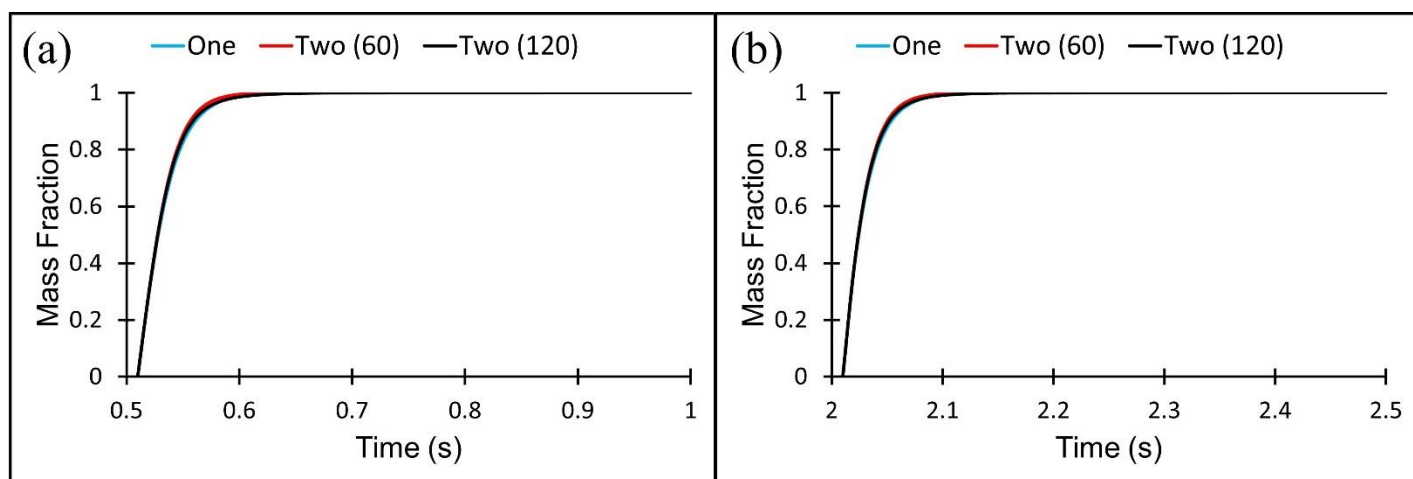 (a)
One Two (60) Two (120)
1
0.8
0.6
0.4
0.2
0
Mass Fraction
0.5 0.6 0.7 0.8 0.9 1
Time (s)
(b)
One Two (60) Two (120)
1
0.8
0.6
0.4
0.2
0
Mass Fraction
2 2.1 2.2 2.3 2.4 2.5
Time (s)